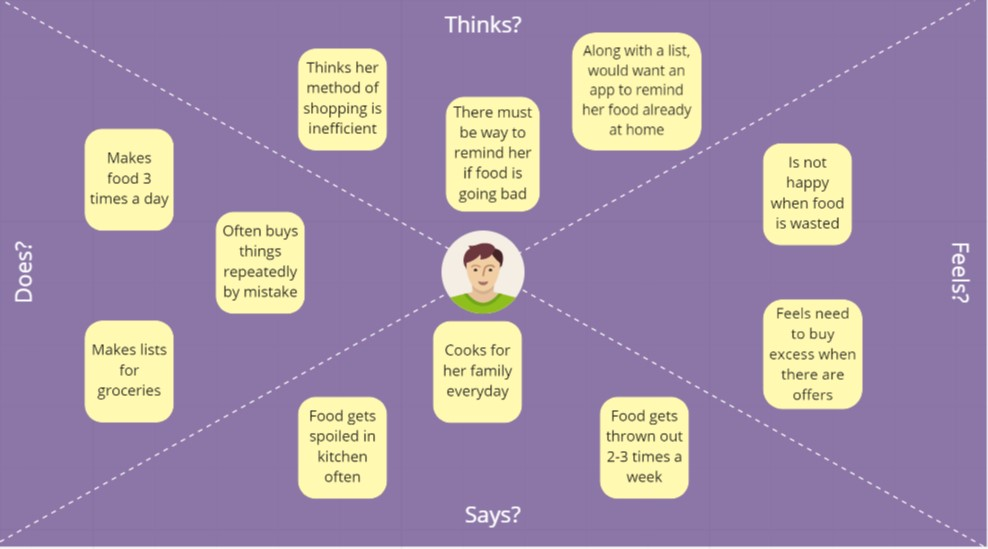 Thinks?
Thinks her
method of
shopping is
inefficient
There must
be way to
remind her
if food is
going bad
Along with a list,
would want an
app to remind
her food already
at home
Does?
Makes
food 3
times a day
Often buys
things
repeatedly
by mistake
Makes lists
for
groceries
Feels?
Is not
happy
when food
is wasted
Feels need
to buy
excess when
there are
offers
Cooks for
her family
everyday
Food gets
spoiled in
kitchen
often
Food gets
thrown out
2-3 times a
week
Says?